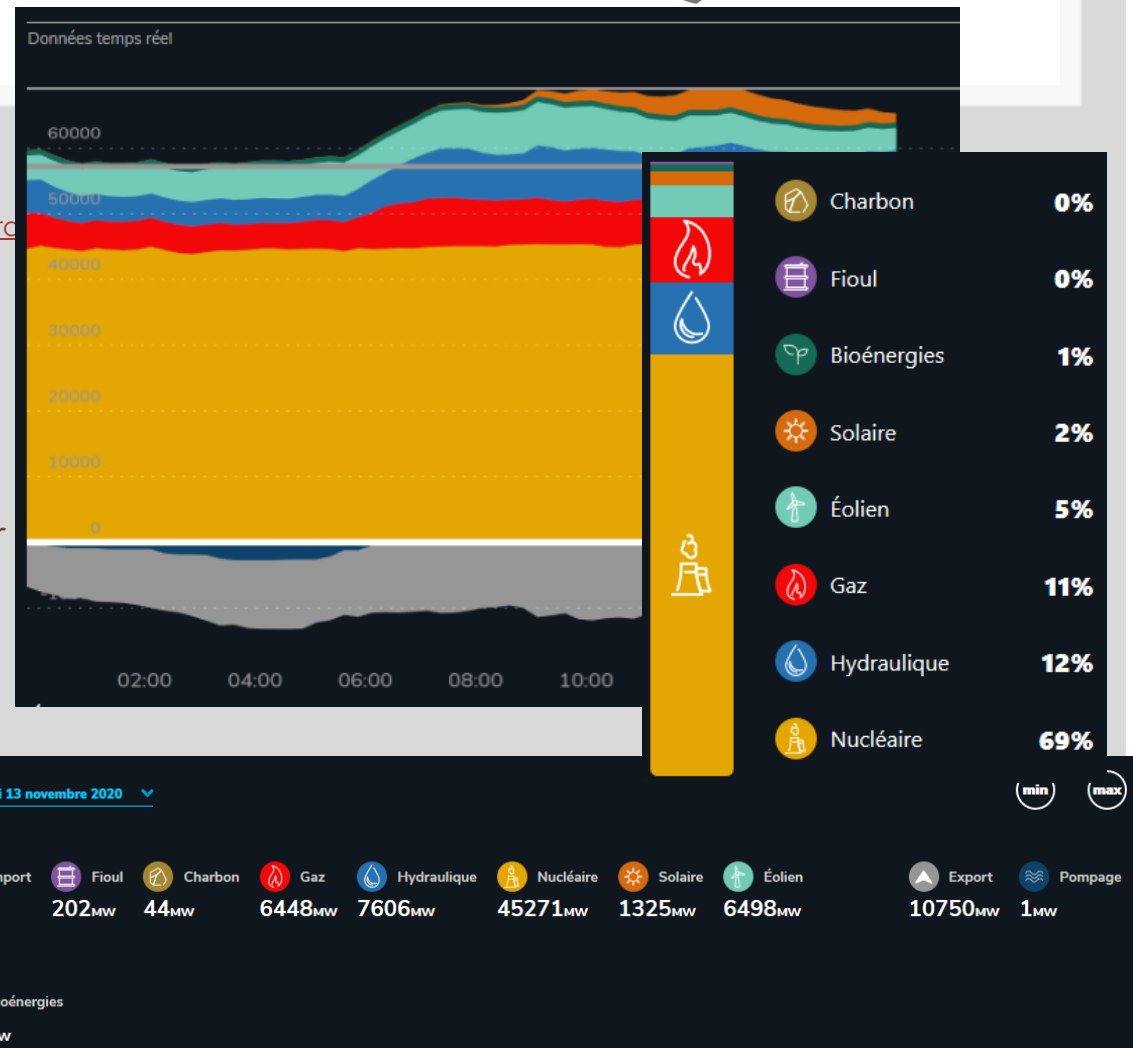 Données temps réel
60000
50000
40000
30000
20000
10000
0
02:00
04:00
06:00
08:00
10:00
Charbon 0%
Fioul 0%
Bioénergies 1%
Solaire 2%
Éolien 5%
Gaz 11%
Hydraulique 12%
Nucléaire 69%
13 novembre 2020
min max
Fioul Charbon Gaz Hydraulique Nucléaire Solaire Éolien Export Pompage
202MW 44MW 6448MW 7606MW 45271MW 1325MW 6498MW 10750MW 1MW